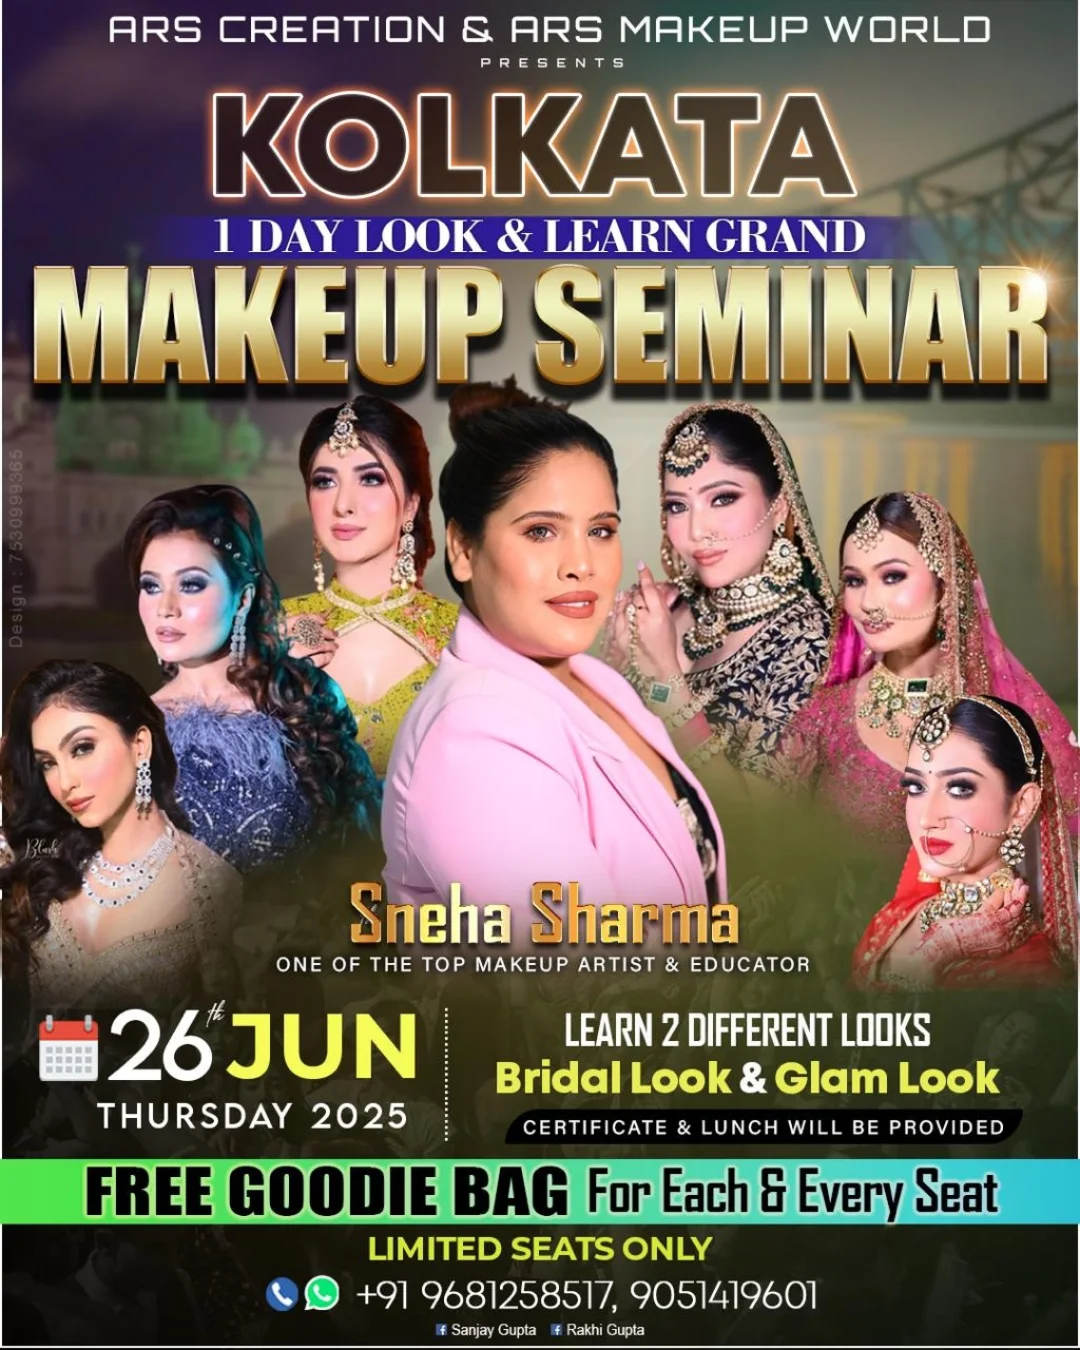 ARS CREATION & ARS MAKEUP WORLD
PRESENTS
KOLKATA
1 DAY LOOK & LEARN GRAND
MAKEUP SEMINAR
Design : 7530999365
Blush
Sneha Sharma
ONE OF THE TOP MAKEUP ARTIST & EDUCATOR
26th JUN
THURSDAY 2025
LEARN 2 DIFFERENT LOOKS
Bridal Look & Glam Look
CERTIFICATE & LUNCH WILL BE PROVIDED
FREE GOODIE BAG For Each & Every Seat
LIMITED SEATS ONLY
+91 9681258517, 9051419601
Sanjay Gupta Rakhi Gupta